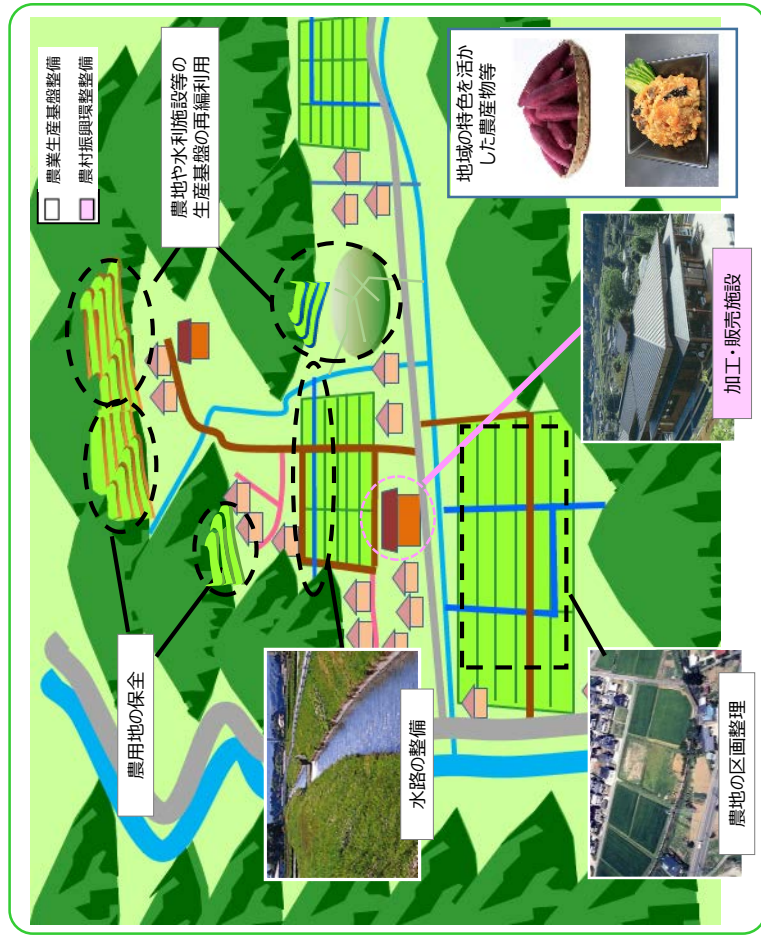 農業生産基盤整備
農村振興環整整備
農地や水利施設等の
生産基盤の再編利用
地域の特色を活か
した農産物等
農用地の保全
水路の整備
加工・販売施設
農地の区画整理